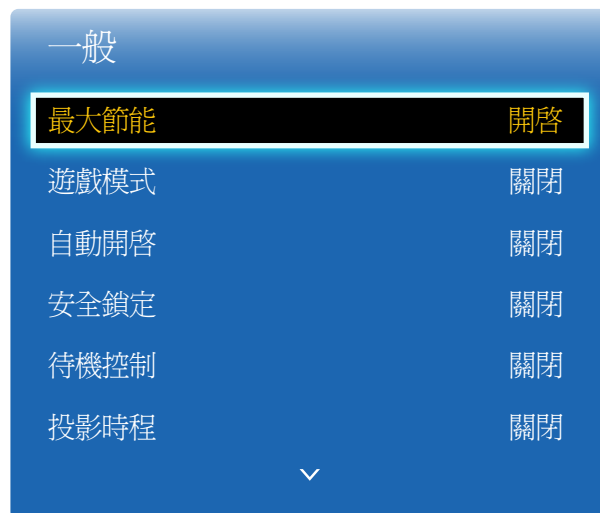 一般
最大節能 開啓
遊戲模式 關閉
自動開啓 關閉
安全鎖定 關閉
待機控制 關閉
投影時程 關閉